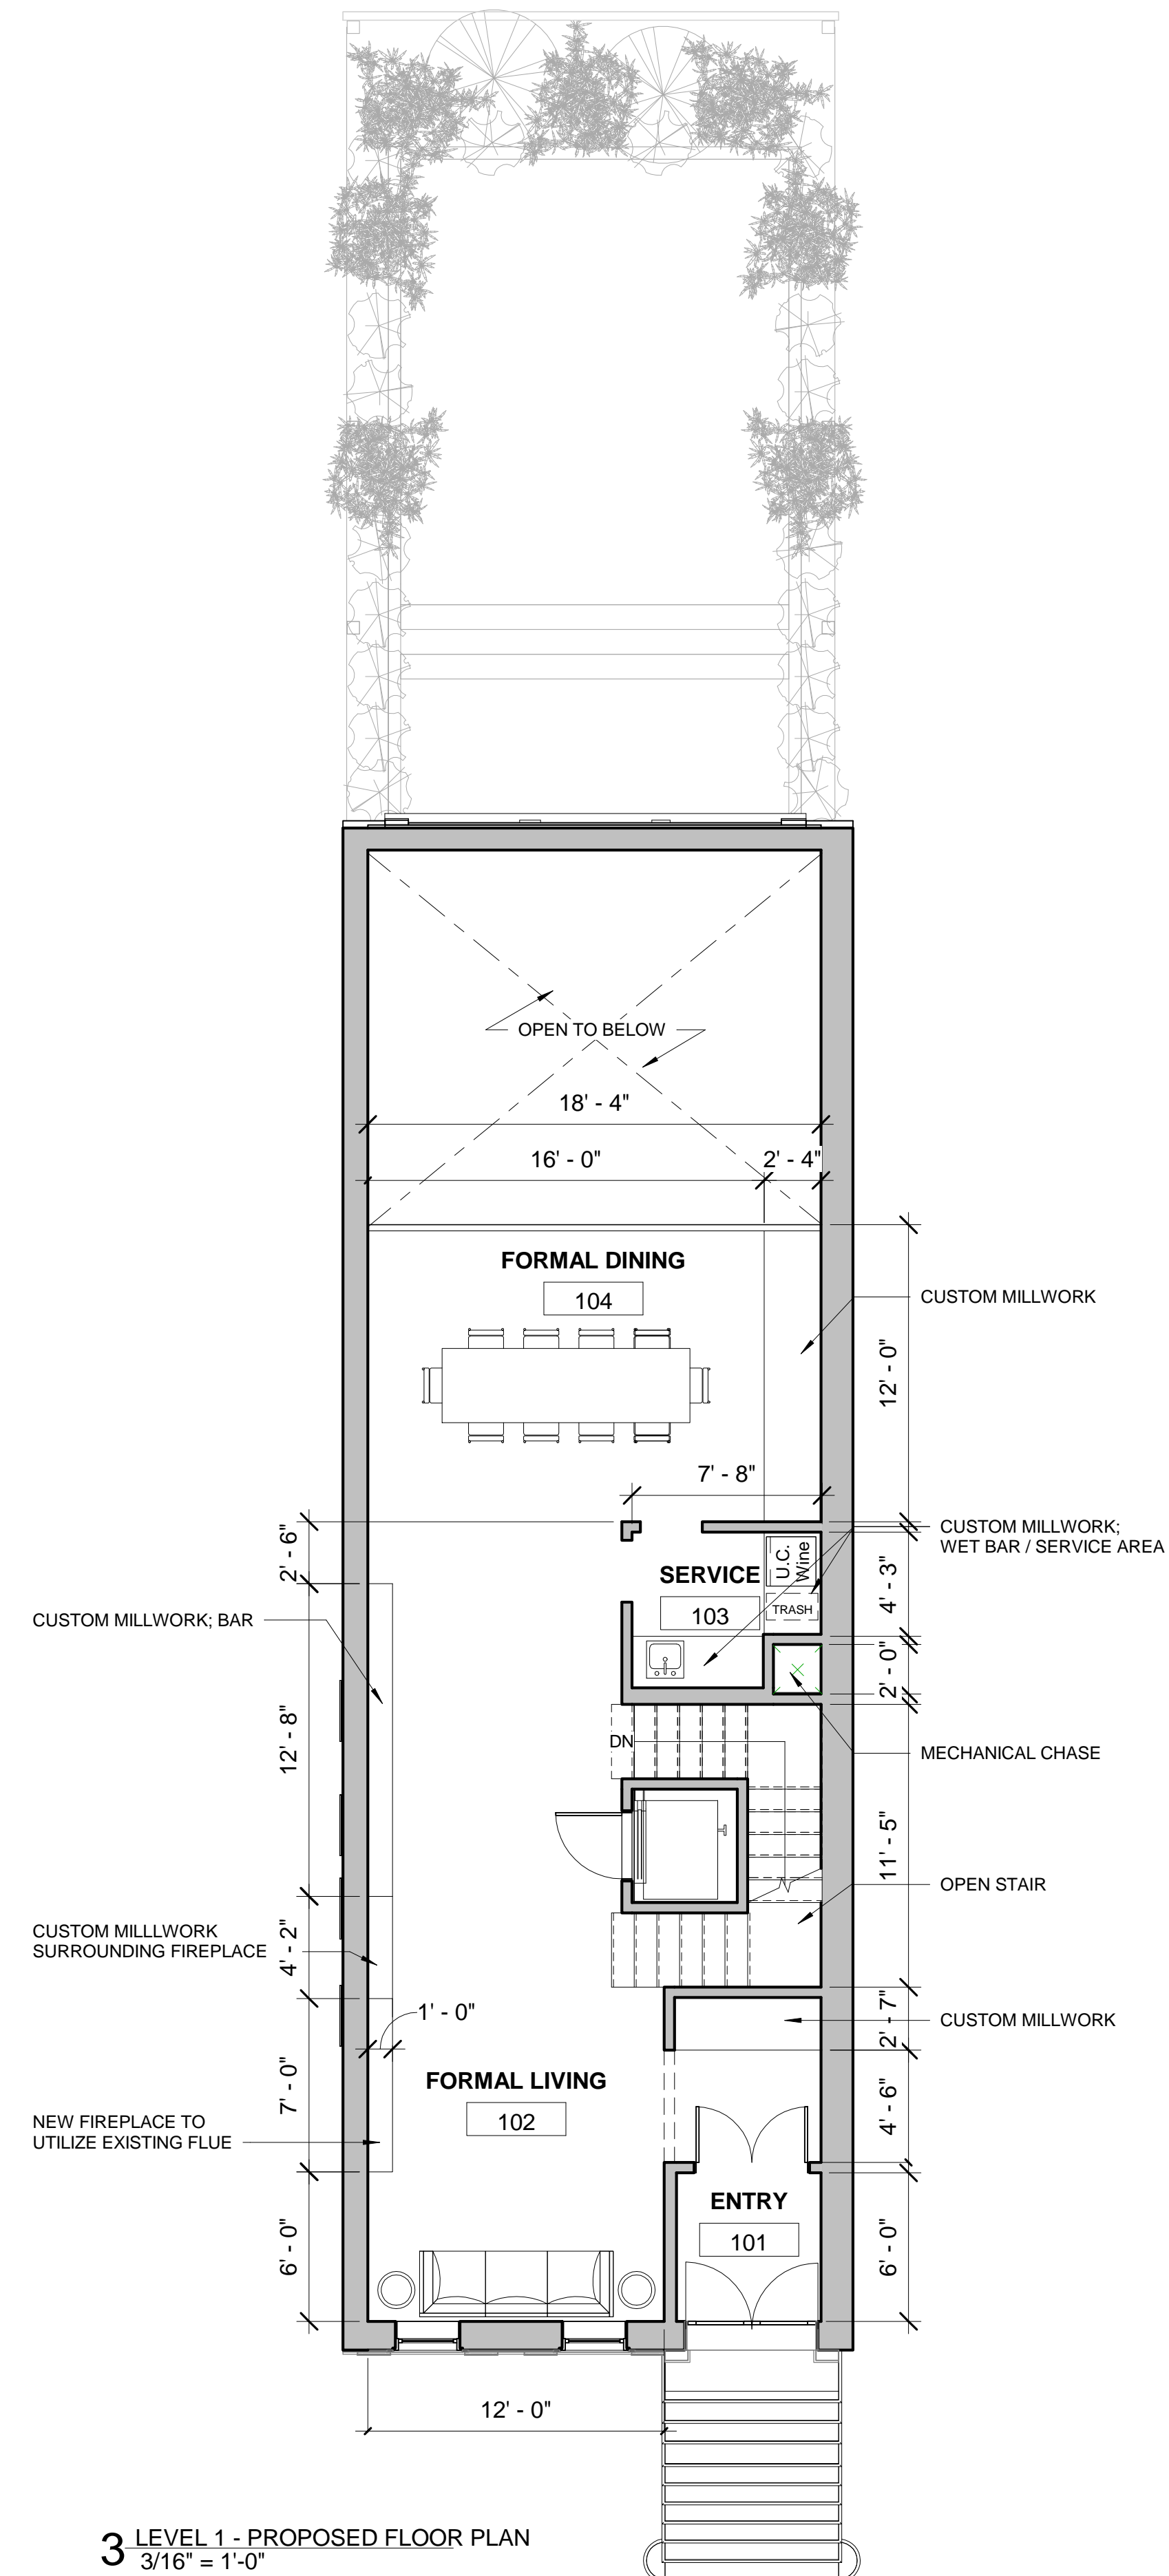 OPEN TO BELOW
18' - 4"
16' - 0"
2' - 4"
FORMAL DINING
104
CUSTOM MILLWORK
12' - 0"
7' - 8"
2' - 6"
CUSTOM MILLWORK;
WET BAR / SERVICE AREA
U.C.
Wine
SERVICE
103
TRASH
4' - 3"
CUSTOM MILLWORK; BAR
2' - 0"
DN
MECHANICAL CHASE
12' - 8"
11' - 5"
OPEN STAIR
CUSTOM MILLLWORK
SURROUNDING FIREPLACE
4' - 2"
1' - 0"
2' - 7"
CUSTOM MILLWORK
FORMAL LIVING
102
7' - 0"
4' - 6"
NEW FIREPLACE TO
UTILIZE EXISTING FLUE
ENTRY
101
6' - 0"
6' - 0"
12' - 0"
3 LEVEL 1 - PROPOSED FLOOR PLAN
3/16" = 1'-0"